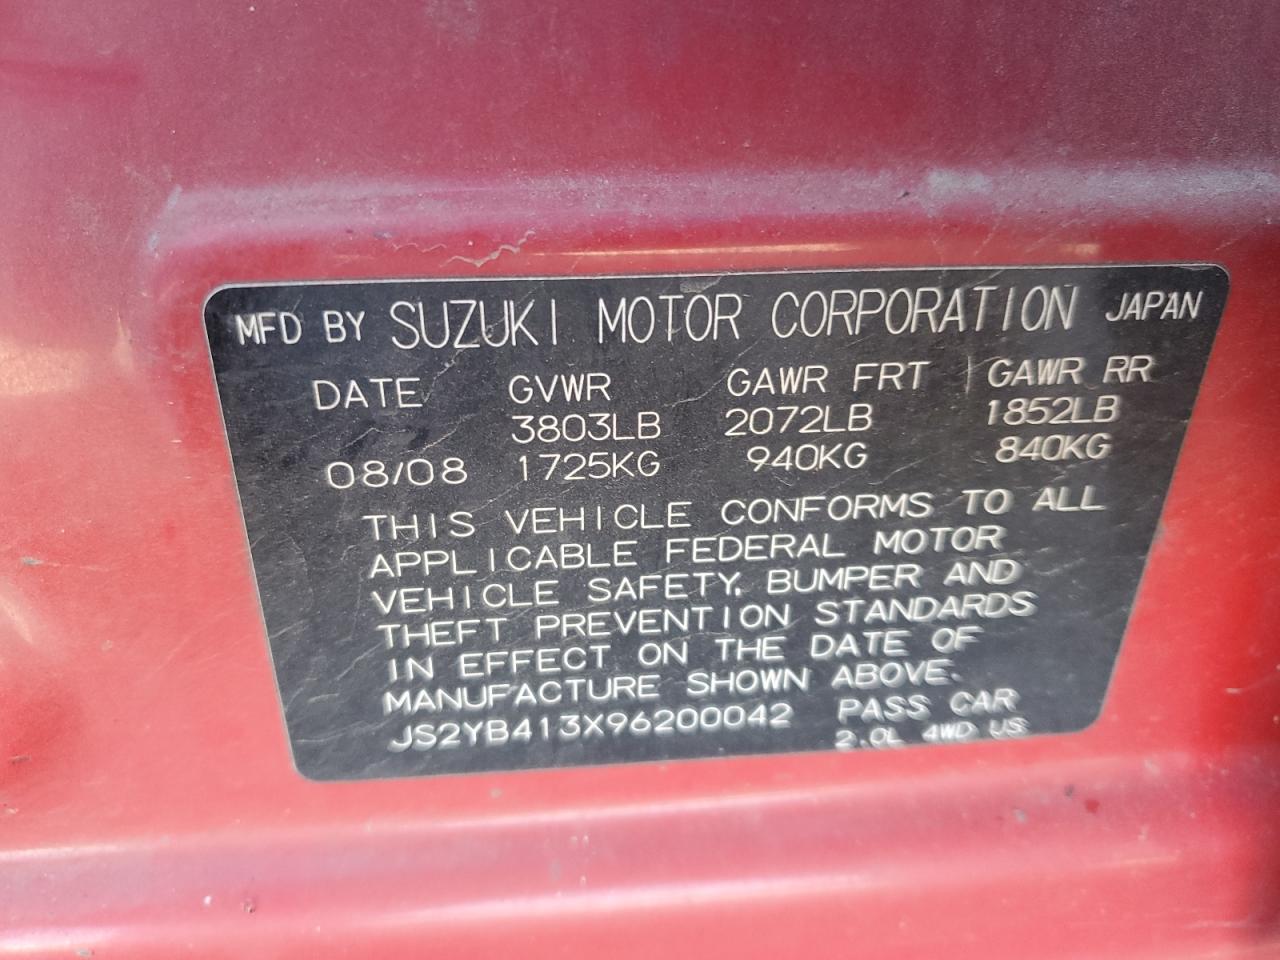 MFD BY SUZUKI MOTOR CORPORATION JAPAN
DATE GVWR GAWR FRT GAWR RR
3803LB 2072LB 1852LB
08/08 1725KG 940KG 840KG
THIS VEHICLE CONFORMS TO ALL
APPLICABLE FEDERAL MOTOR
VEHICLE SAFETY, BUMPER AND
THEFT PREVENTION STANDARDS
IN EFFECT ON THE DATE OF
MANUFACTURE SHOWN ABOVE.
JS2YB413X96200042 PASS CAR
2.0L 4WD US